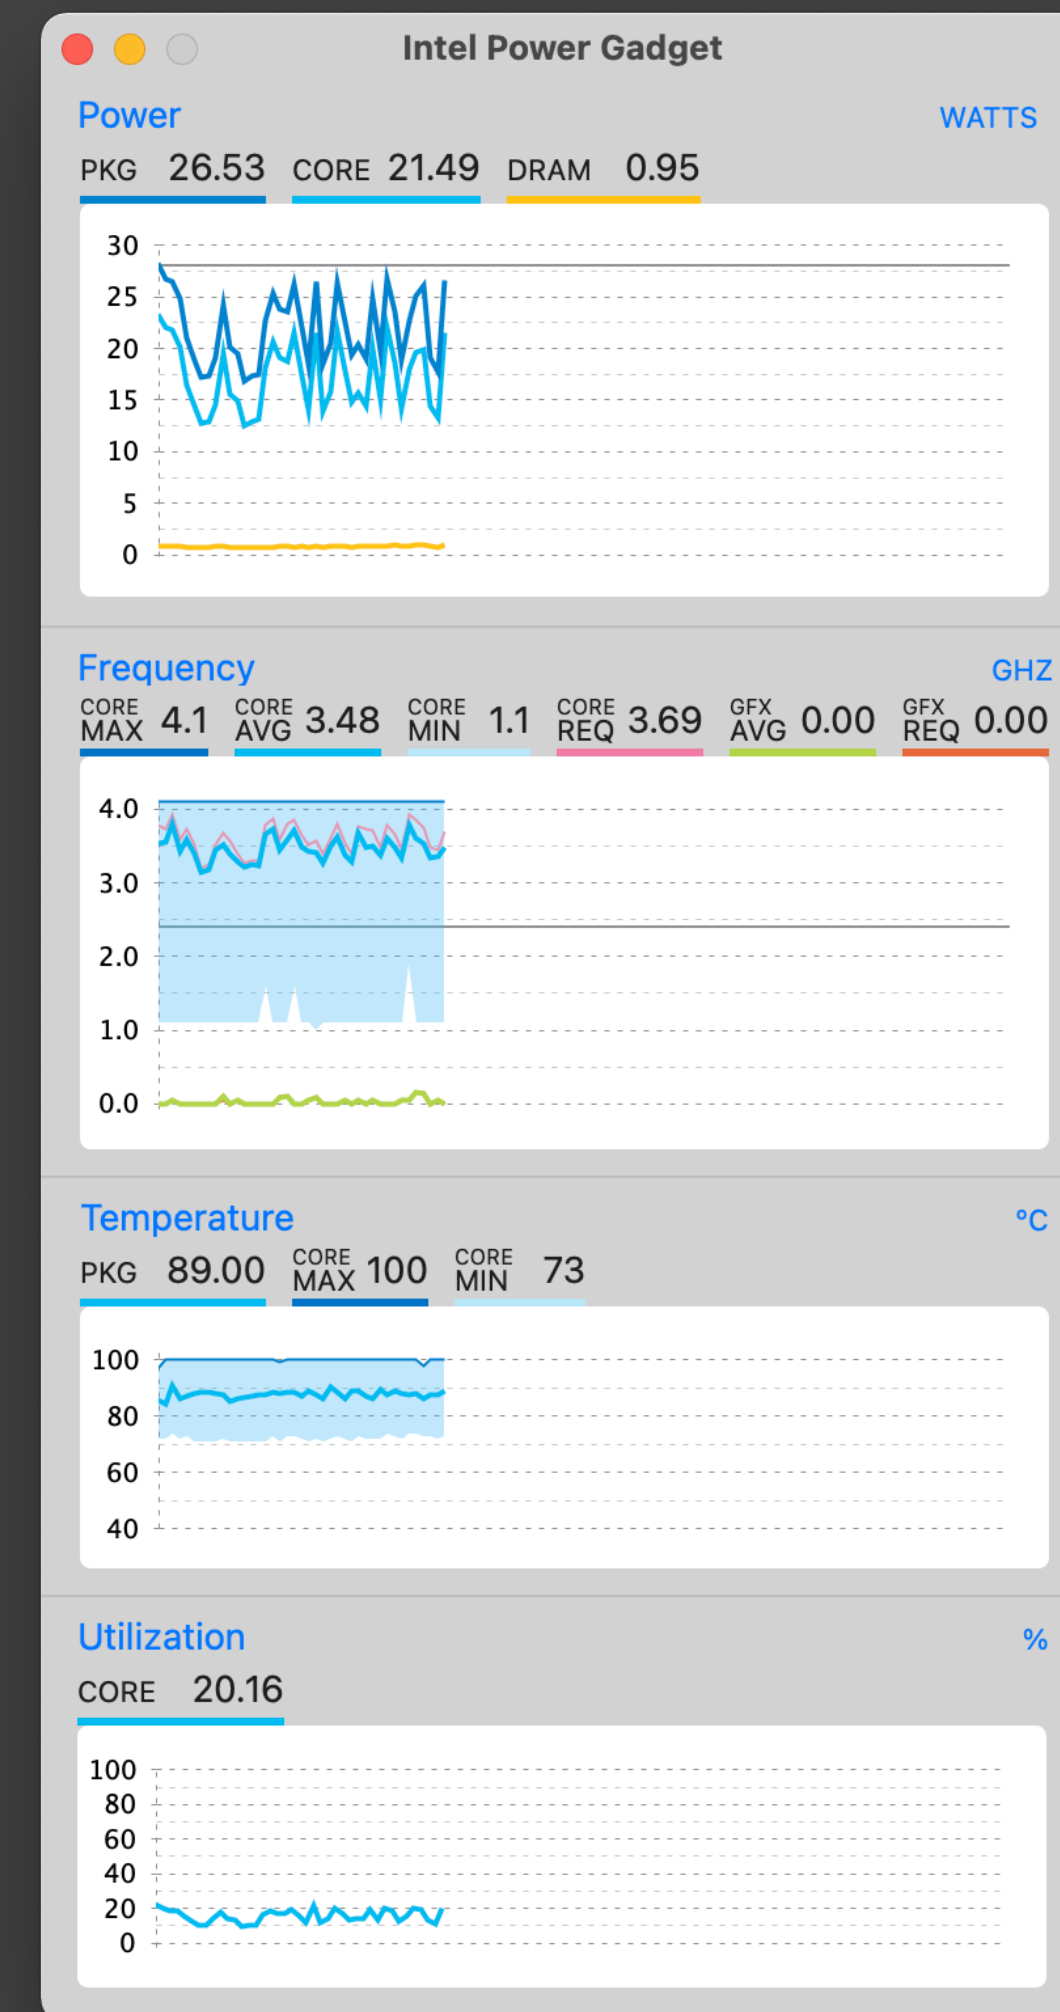 Intel Power Gadget
Power WATTS
PKG 26.53 CORE 21.49 DRAM 0.95
30
25
20
15
10
5
0
Frequency GHZ
CORE MAX 4.1 CORE AVG 3.48 CORE MIN 1.1 CORE REQ 3.69 GFX AVG 0.00 GFX REQ 0.00
4.0
3.0
2.0
1.0
0.0
Temperature °C
PKG 89.00 CORE MAX 100 CORE MIN 73
100
80
60
40
Utilization %
CORE 20.16
100
80
60
40
20
0